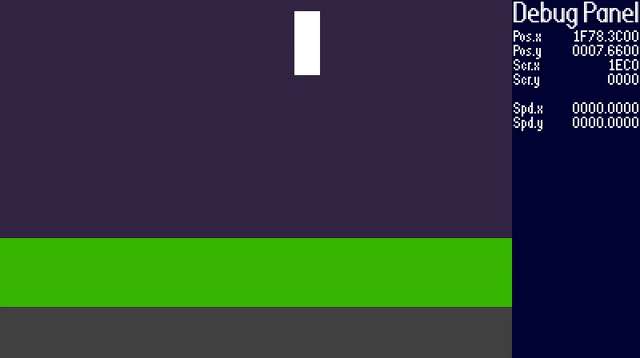 Debug Panel
Pos.x 1F78.3C00
Pos.y 0007.6600
Scr.x 1EC0
Scr.y 0000
Spd.x 0000.0000
Spd.y 0000.0000